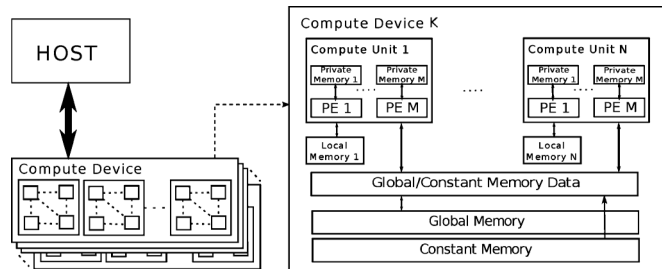 HOST
Compute Device
Compute Device K
Compute Unit 1
Private Memory 1
Private Memory M
PE 1
PE M
Local Memory 1
Compute Unit N
Private Memory 1
Private Memory M
PE 1
PE M
Local Memory N
Global/Constant Memory Data
Global Memory
Constant Memory